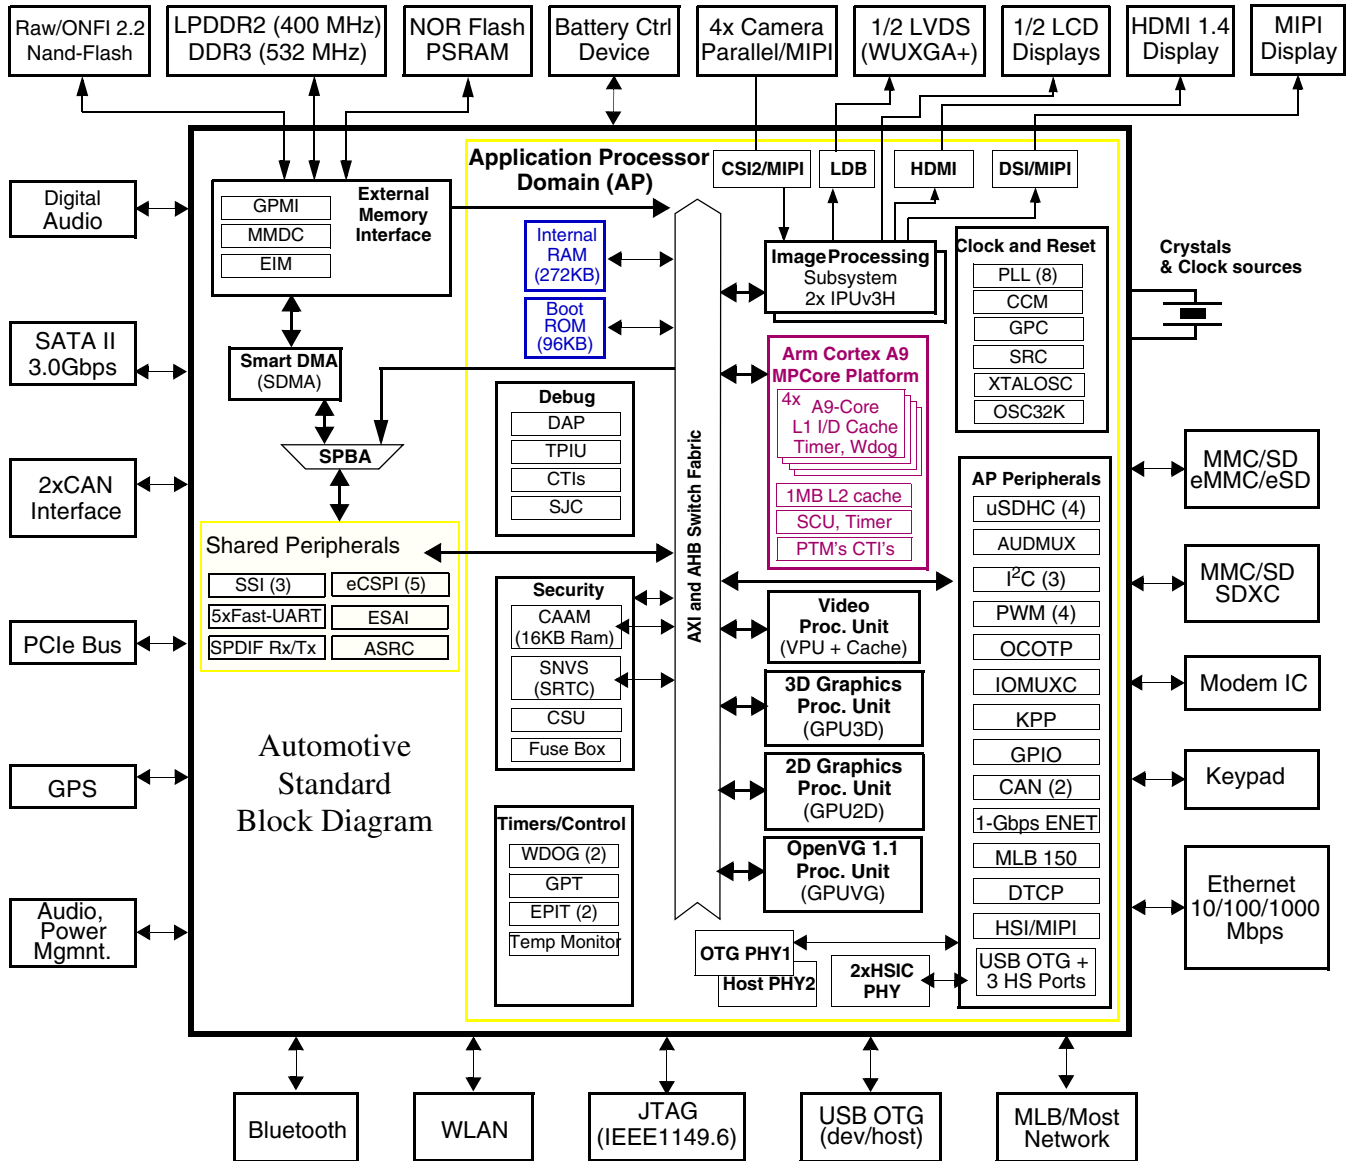 Raw/ONFI 2.2
Nand-Flash
LPDDR2 (400 MHz)
DDR3 (532 MHz)
NOR Flash
PSRAM
Battery Ctrl
Device
4x Camera
Parallel/MIPI
1/2 LVDS
(WUXGA+)
1/2 LCD
Displays
HDMI 1.4
Display
MIPI
Display
Digital
Audio
SATA II
3.0Gbps
2xCAN
Interface
PCIe Bus
GPS
Audio,
Power
Mgmnt.
External
Memory
Interface
GPMI
MMDC
EIM
Smart DMA
(SDMA)
SPBA
Shared Peripherals
SSI (3)
eCSPI (5)
5xFast-UART
ESAI
SPDIF Rx/Tx
ASRC
Automotive
Standard
Block Diagram
Application Processor
Domain (AP)
Internal
RAM
(272KB)
Boot
ROM
(96KB)
Debug
DAP
TPIU
CTIs
SJC
Security
CAAM
(16KB Ram)
SNVS
(SRTC)
CSU
Fuse Box
Timers/Control
WDOG (2)
GPT
EPIT (2)
Temp Monitor
AXI and AHB Switch Fabric
CSI2/MIPI
LDB
HDMI
DSI/MIPI
Image Processing
Subsystem
2x IPUv3H
Arm Cortex A9
MPCore Platform
4x
A9-Core
L1 I/D Cache
Timer, Wdog
1MB L2 cache
SCU, Timer
PTM's CTI's
Video
Proc. Unit
(VPU + Cache)
3D Graphics
Proc. Unit
(GPU3D)
2D Graphics
Proc. Unit
(GPU2D)
OpenVG 1.1
Proc. Unit
(GPUVG)
OTG PHY1
Host PHY2
2xHSIC
PHY
Clock and Reset
PLL (8)
CCM
GPC
SRC
XTALOSC
OSC32K
AP Peripherals
uSDHC (4)
AUDMUX
I²C (3)
PWM (4)
OCOTP
IOMUXC
KPP
GPIO
CAN (2)
1-Gbps ENET
MLB 150
DTCP
HSI/MIPI
USB OTG +
3 HS Ports
Crystals
& Clock sources
MMC/SD
eMMC/eSD
MMC/SD
SDXC
Modem IC
Keypad
Ethernet
10/100/1000
Mbps
Bluetooth
WLAN
JTAG
(IEEE1149.6)
USB OTG
(dev/host)
MLB/Most
Network